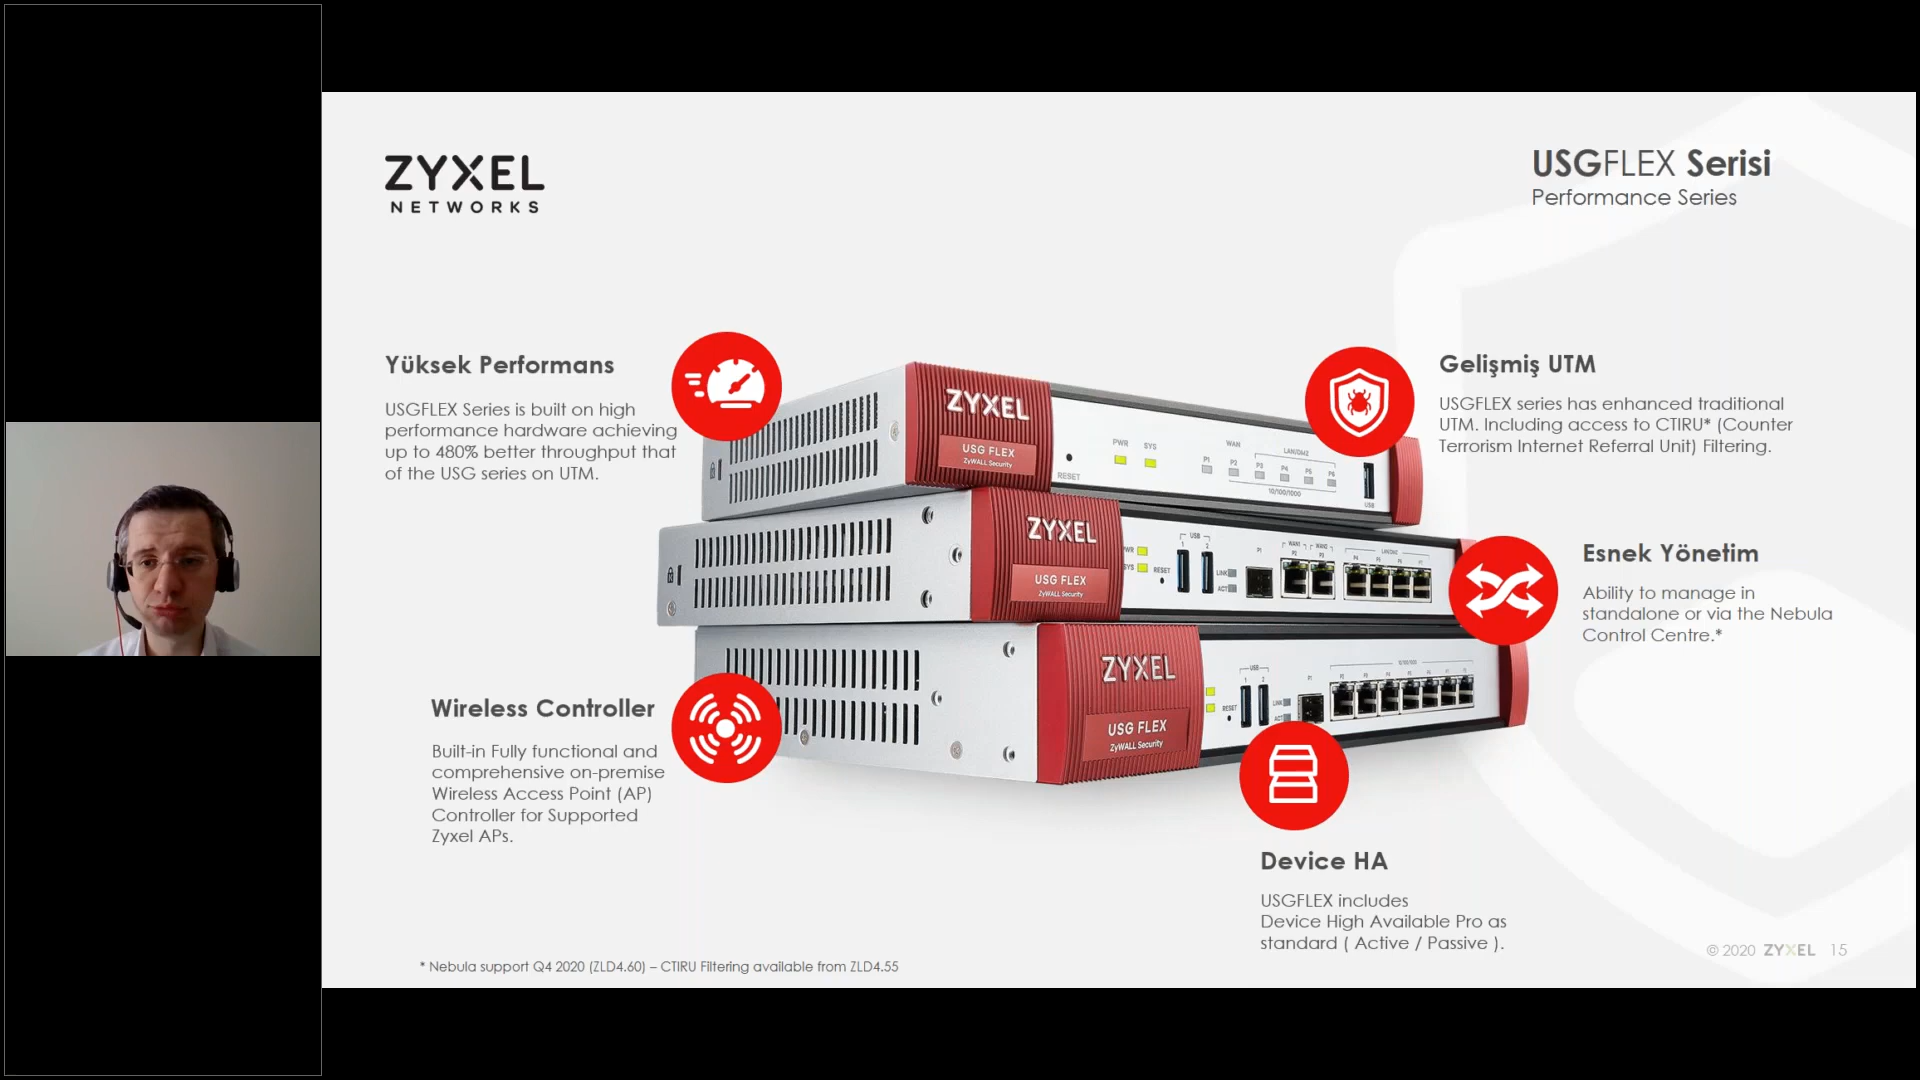 ZYXEL
NETWORKS
USGFLEX Serisi
Performance Series
Yüksek Performans
USGFLEX Series is built on high
performance hardware achieving
up to 480% better throughput that
of the USG series on UTM.
Gelişmiş UTM
USGFLEX series has enhanced traditional
UTM. Including access to CTIRU* (Counter
Terrorism Internet Referral Unit) Filtering.
Esnek Yönetim
Ability to manage in
standalone or via the Nebula
Control Centre.*
Wireless Controller
Built-in Fully functional and
comprehensive on-premise
Wireless Access Point (AP)
Controller for Supported
Zyxel APs.
Device HA
USGFLEX includes
Device High Available Pro as
standard ( Active / Passive ).
ZYXEL
USG FLEX
ZyWALL Security
RESET
PWR
SYS
WAN
LAN/DMZ
P1
P2
P3
P4
P5
P6
10/100/1000
USB
ZYXEL
USG FLEX
ZyWALL Security
PWR
SYS
RESET
USB
1
2
LINK
ACT
P1
WAN1
WAN2
P2
P3
LAN/DMZ
ZYXEL
USG FLEX
ZyWALL Security
RESET
USB
1
2
LINK
ACT
P1
* Nebula support Q4 2020 (ZLD4.60) – CTIRU Filtering available from ZLD4.55
© 2020 ZYXEL 15